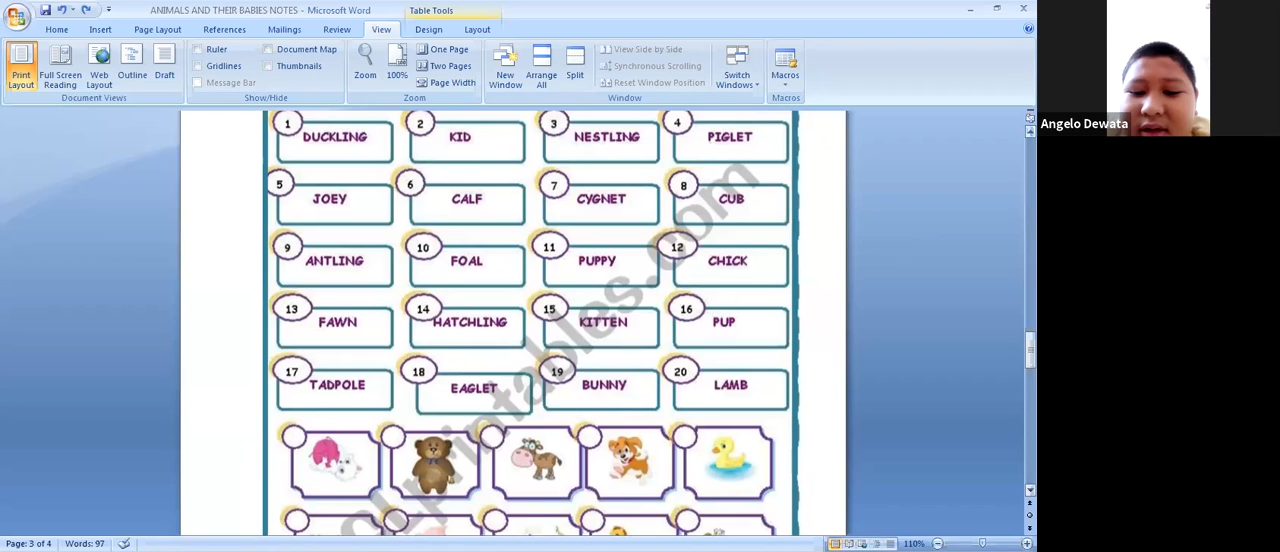 ANIMALS AND THEIR BABIES NOTES - Microsoft Word
Table Tools
Home Insert Page Layout References Mailings Review View Design Layout
Print Layout
Full Screen Reading
Web Layout
Outline
Draft
Document Views
Ruler
Gridlines
Message Bar
Document Map
Thumbnails
Show/Hide
Zoom
100%
One Page
Two Pages
Page Width
Zoom
New Window
Arrange All
Split
View Side by Side
Synchronous Scrolling
Reset Window Position
Window
Switch Windows
Macros
Macros
Angelo Dewata
1 DUCKLING
2 KID
3 NESTLING
4 PIGLET
5 JOEY
6 CALF
7 CYGNET
8 CUB
9 ANTLING
10 FOAL
11 PUPPY
12 CHICK
13 FAWN
14 HATCHLING
15 KITTEN
16 PUP
17 TADPOLE
18 EAGLET
19 BUNNY
20 LAMB
Lprintables.com
Page: 3 of 4
Words: 97
110%